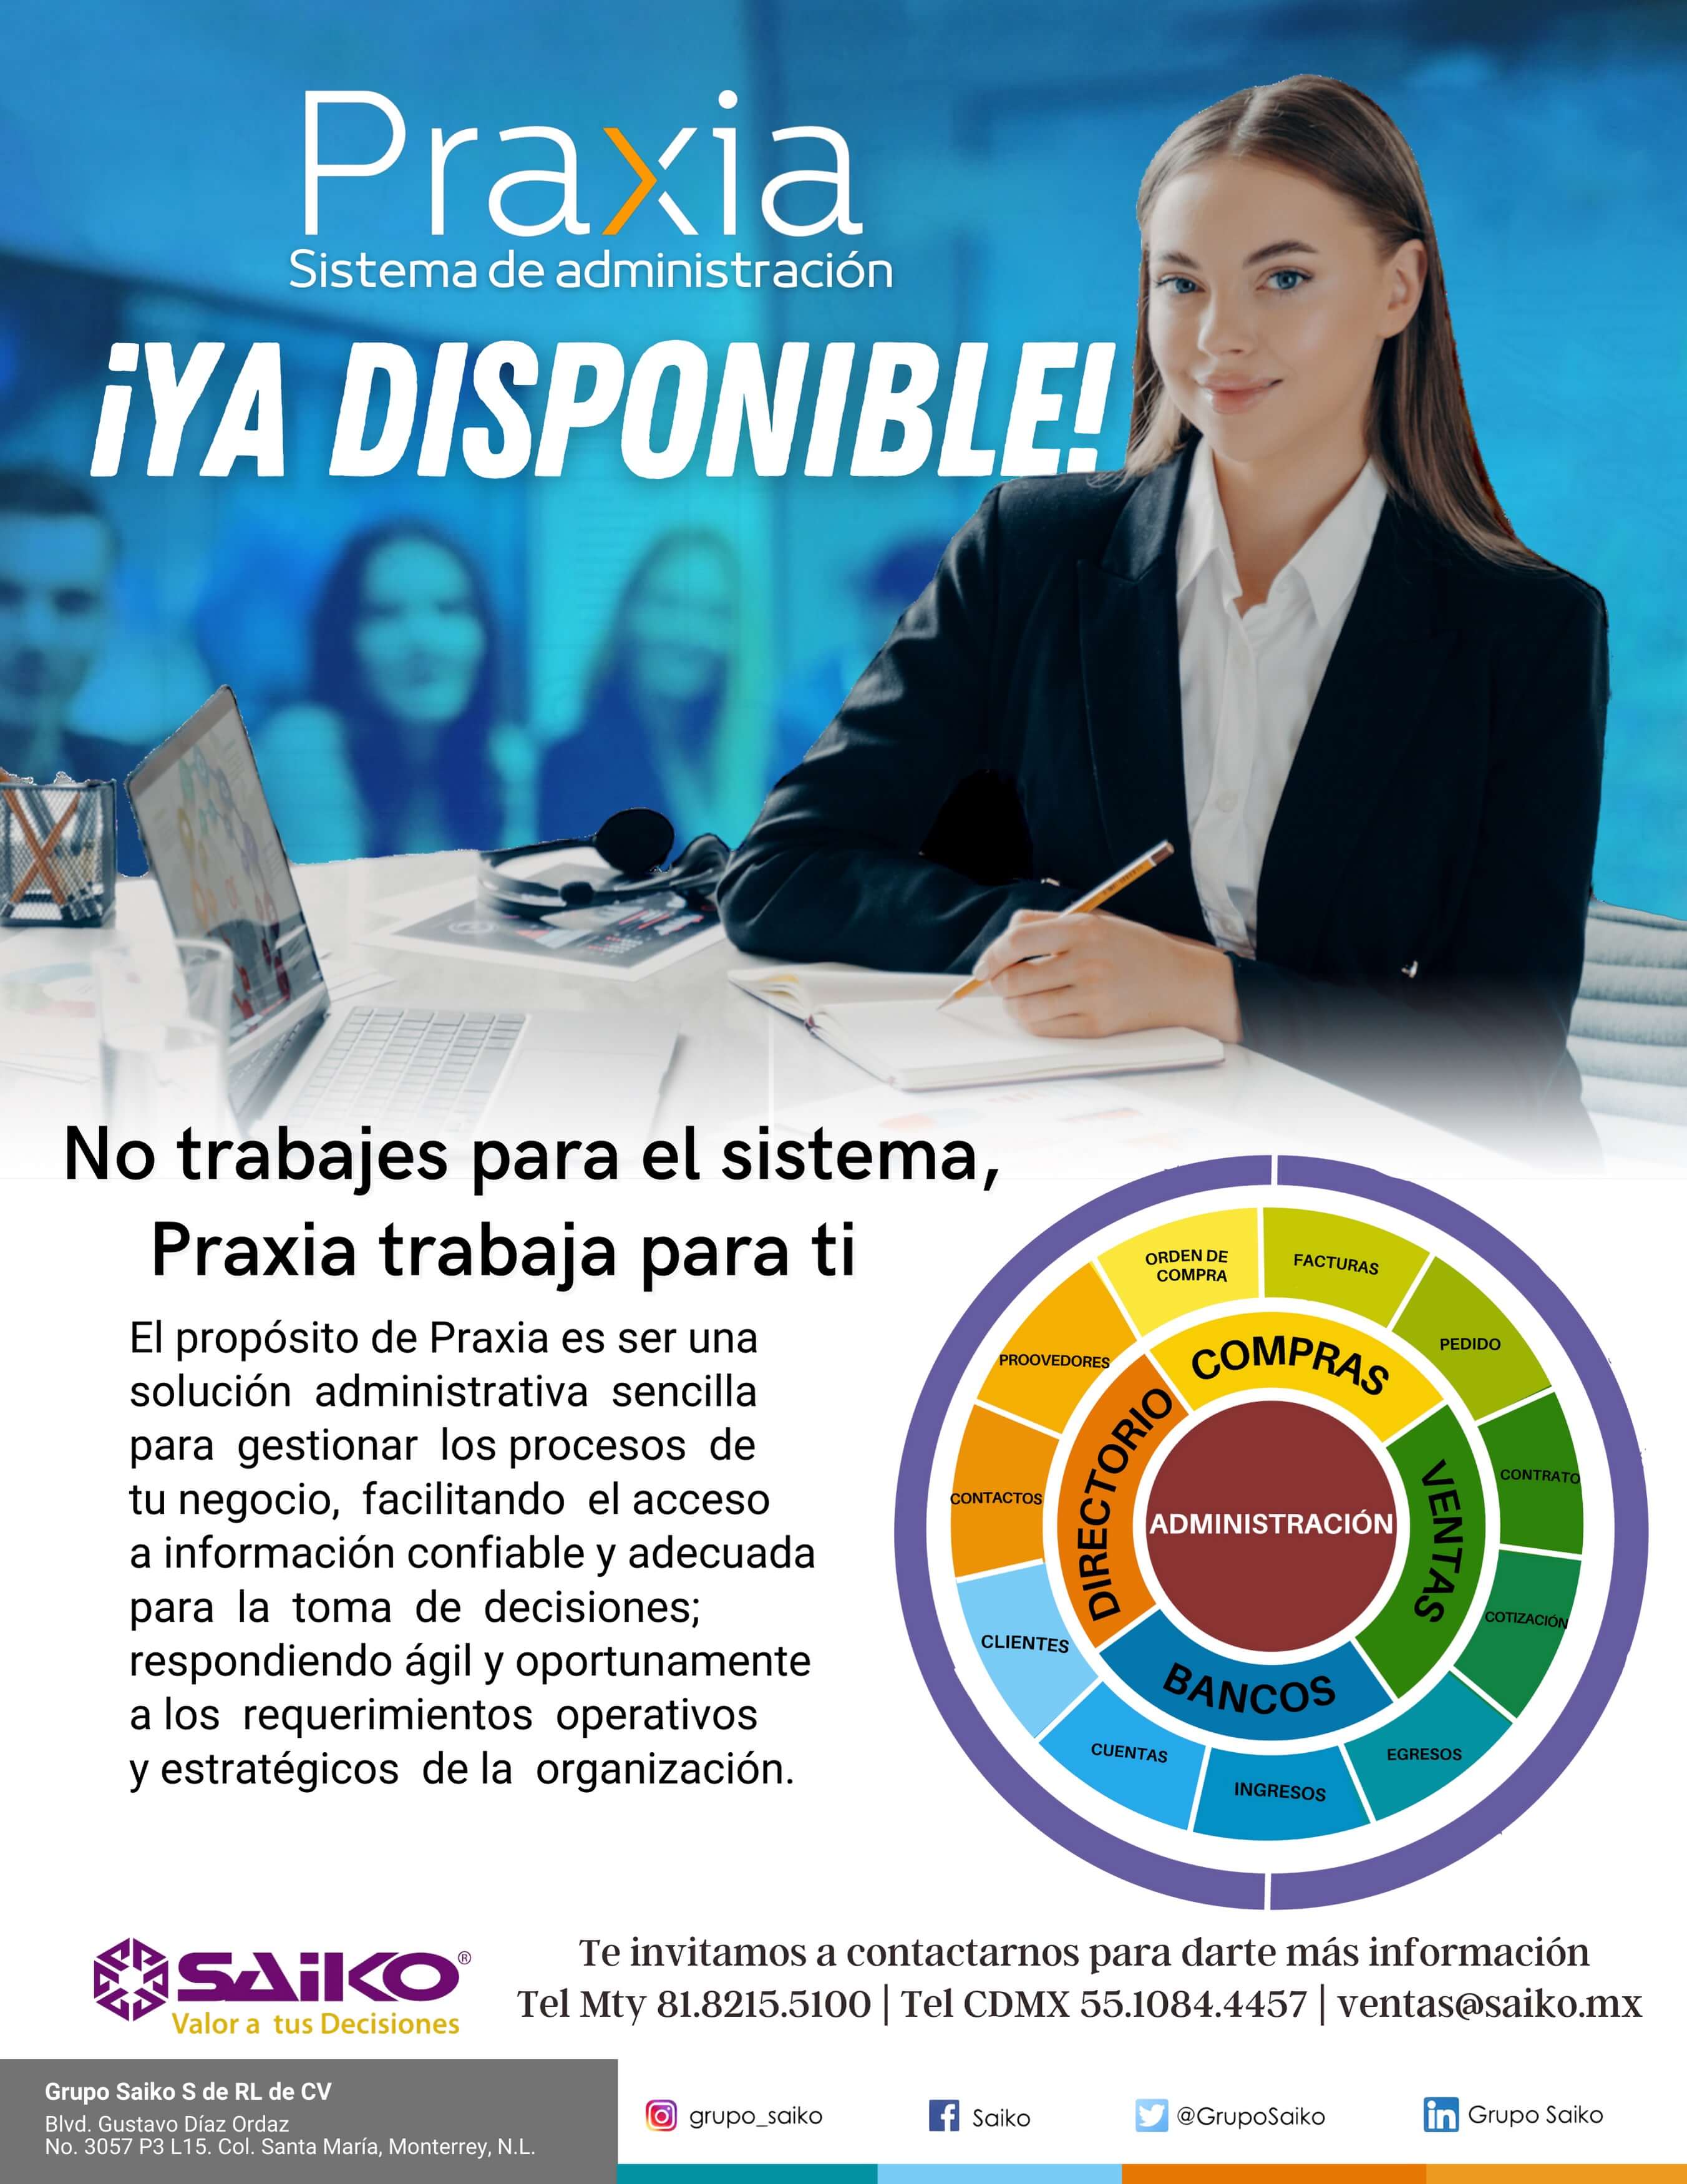 Praxia
Sistema de administración
¡YA DISPONIBLE!
No trabajes para el sistema,
Praxia trabaja para ti
El propósito de Praxia es ser una
solución administrativa sencilla
para gestionar los procesos de
tu negocio, facilitando el acceso
a información confiable y adecuada
para la toma de decisiones;
respondiendo ágil y oportunamente
a los requerimientos operativos
y estratégicos de la organización.
ORDEN DE
COMPRA
FACTURAS
PEDIDO
CONTRATO
COTIZACIÓN
EGRESOS
INGRESOS
CUENTAS
CLIENTES
CONTACTOS
PROOVEDORES
COMPRAS
VENTAS
BANCOS
DIRECTORIO
ADMINISTRACIÓN
SAiKO®
Valor a tus Decisiones
Te invitamos a contactarnos para darte más información
Tel Mty 81.8215.5100 | Tel CDMX 55.1084.4457 | ventas@saiko.mx
Grupo Saiko S de RL de CV
Blvd. Gustavo Díaz Ordaz
No. 3057 P3 L15. Col. Santa María, Monterrey, N.L.
grupo_saiko
Saiko
@GrupoSaiko
Grupo Saiko